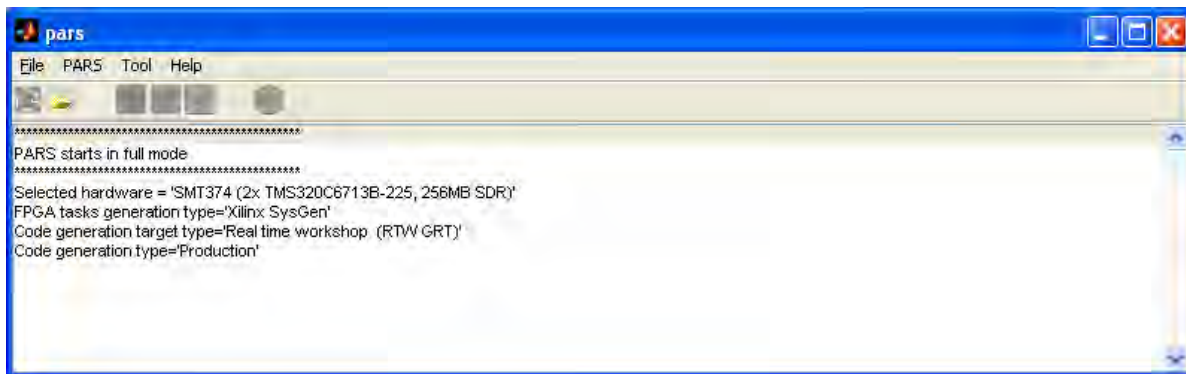 pars
File PARS Tool Help
**************************************************
PARS starts in full mode
**************************************************
Selected hardware = 'SMT374 (2x TMS320C6713B-225, 256MB SDR)'
FPGA tasks generation type='Xilinx SysGen'
Code generation target type='Real time workshop (RTW GRT)'
Code generation type='Production'